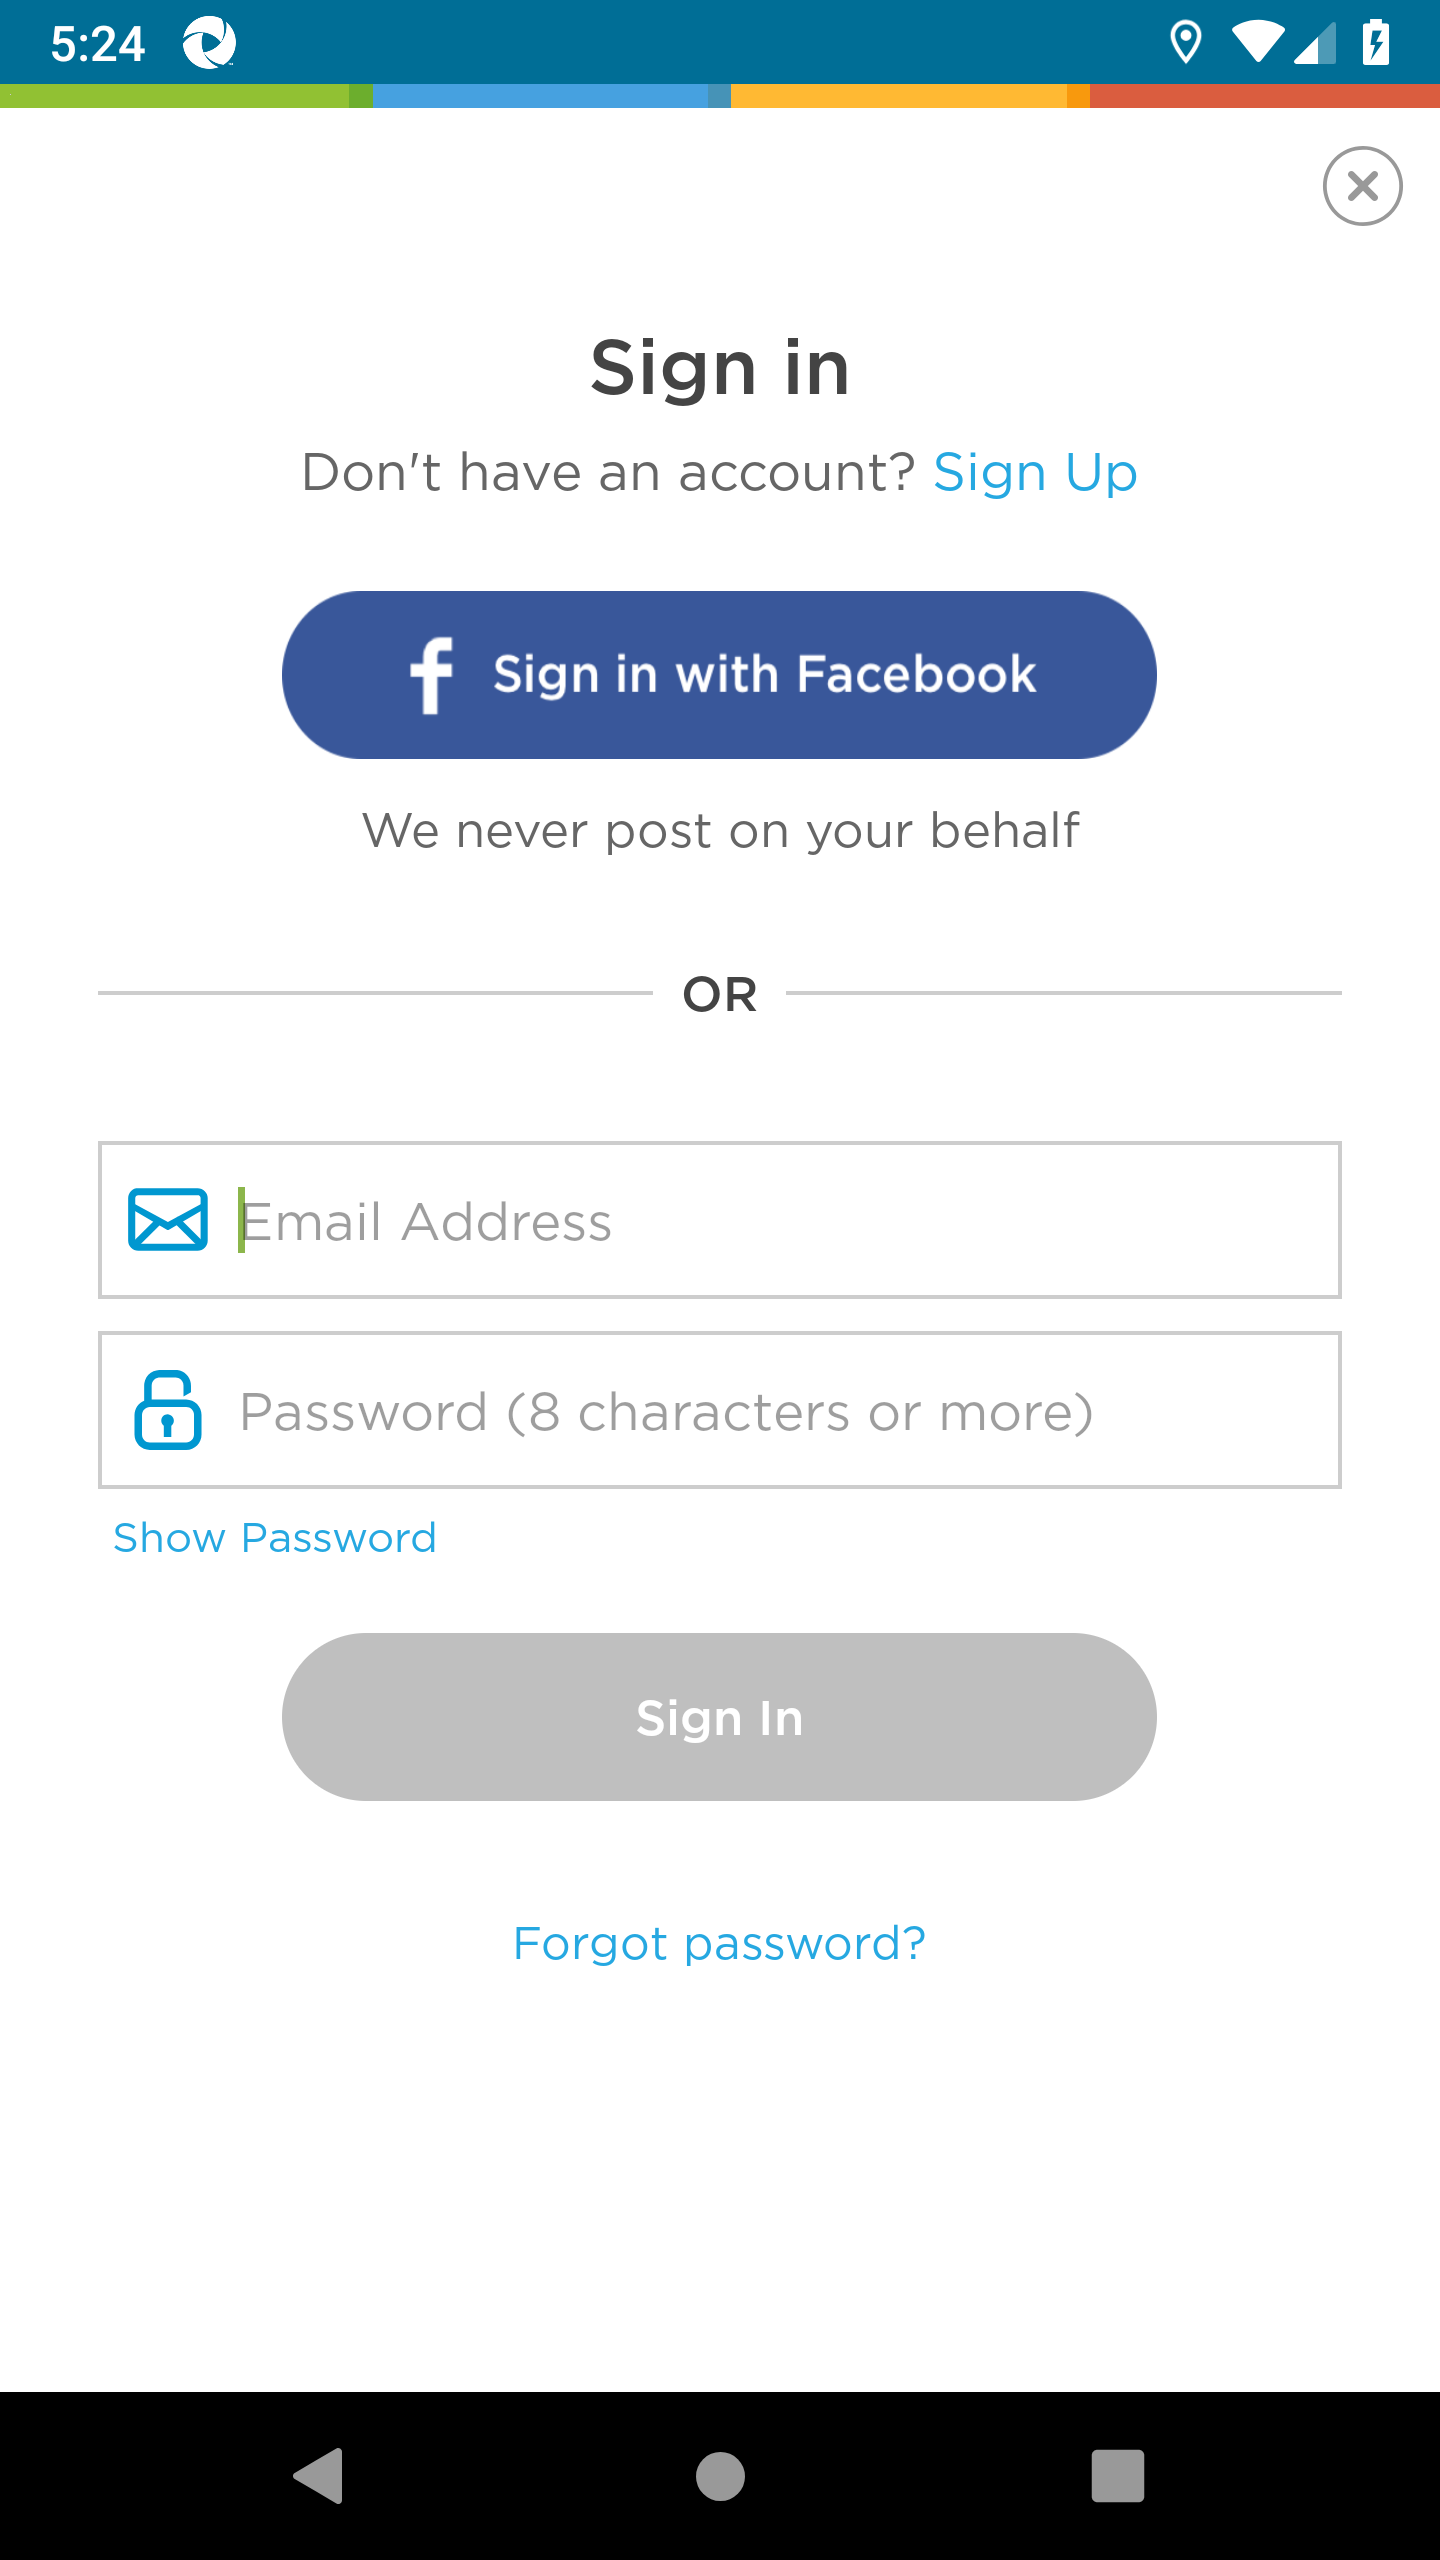 5:24
Sign in
Don't have an account? Sign Up
Sign in with Facebook
We never post on your behalf
OR
Email Address
Password (8 characters or more)
Show Password
Sign In
Forgot password?